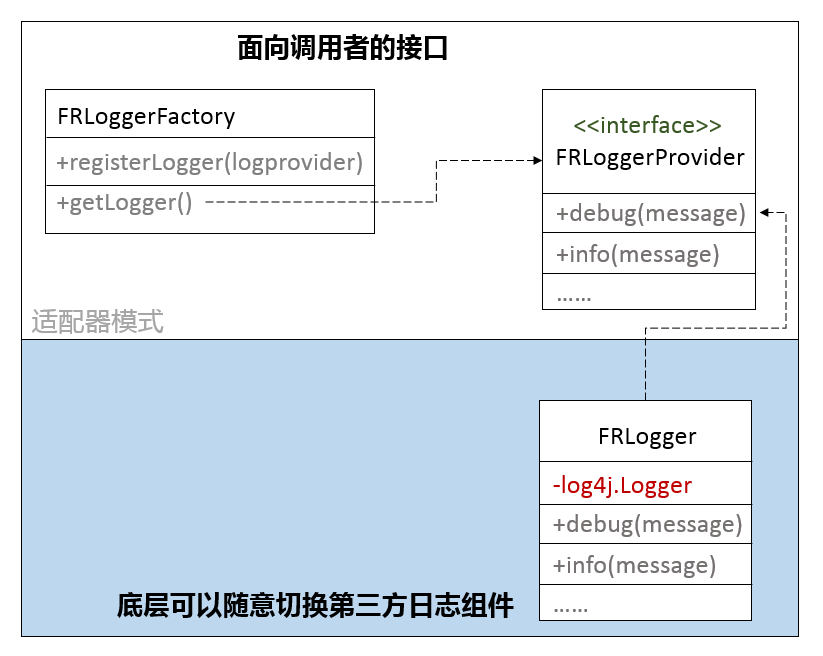 面向调用者的接口
FRLoggerFactory
+registerLogger(logprovider)
+getLogger()
<<interface>>
FRLoggerProvider
+debug(message)
+info(message)
……
适配器模式
FRLogger
-log4j.Logger
+debug(message)
+info(message)
……
底层可以随意切换第三方日志组件